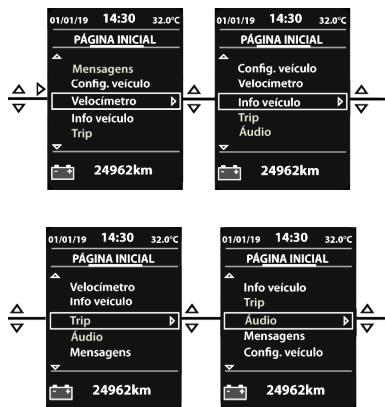 01/01/19 14:30 32.0°C
PÁGINA INICIAL
Mensagens
Config. veículo
Velocímetro
Info veículo
Trip
24962km
01/01/19 14:30 32.0°C
PÁGINA INICIAL
Config. veículo
Velocímetro
Info veículo
Trip
Áudio
24962km
01/01/19 14:30 32.0°C
PÁGINA INICIAL
Velocímetro
Info veículo
Trip
Áudio
Mensagens
24962km
01/01/19 14:30 32.0°C
PÁGINA INICIAL
Info veículo
Trip
Áudio
Mensagens
Config. veículo
24962km